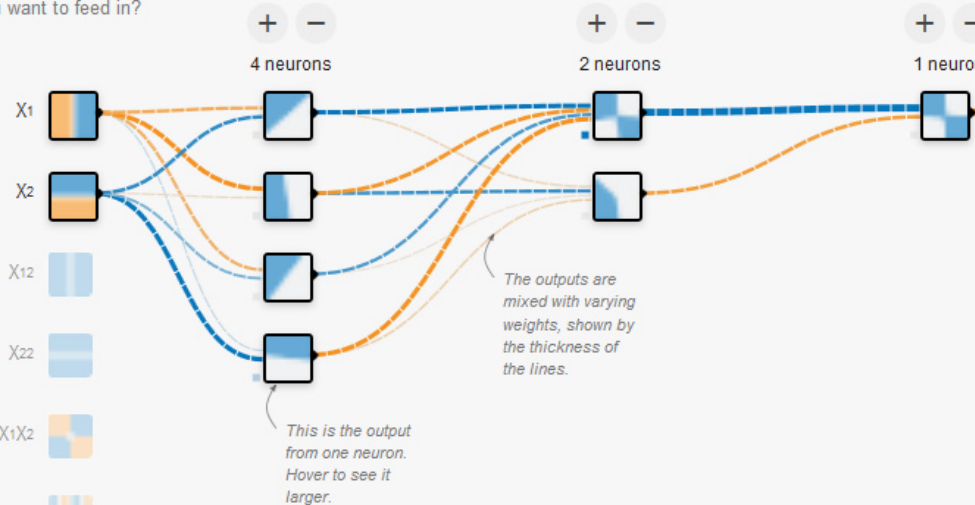 want to feed in?
+ −
+ −
+
4 neurons
2 neurons
1 neuro
X1
X2
X12
X22
X1X2
The outputs are
mixed with varying
weights, shown by
the thickness of
the lines.
This is the output
from one neuron.
Hover to see it
larger.